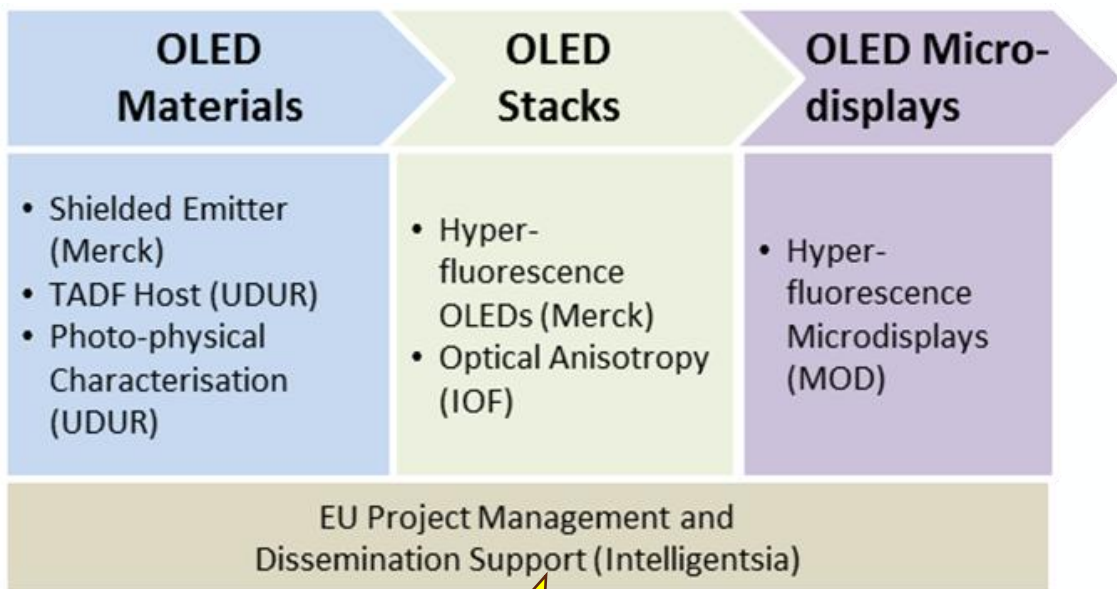 OLED
Materials
OLED
Stacks
OLED Micro-
displays
• Shielded Emitter
(Merck)
• TADF Host (UDUR)
• Photo-physical
Characterisation
(UDUR)
• Hyper-
fluorescence
OLEDs (Merck)
• Optical Anisotropy
(IOF)
• Hyper-
fluorescence
Microdisplays
(MOD)
EU Project Management and
Dissemination Support (Intelligentsia)